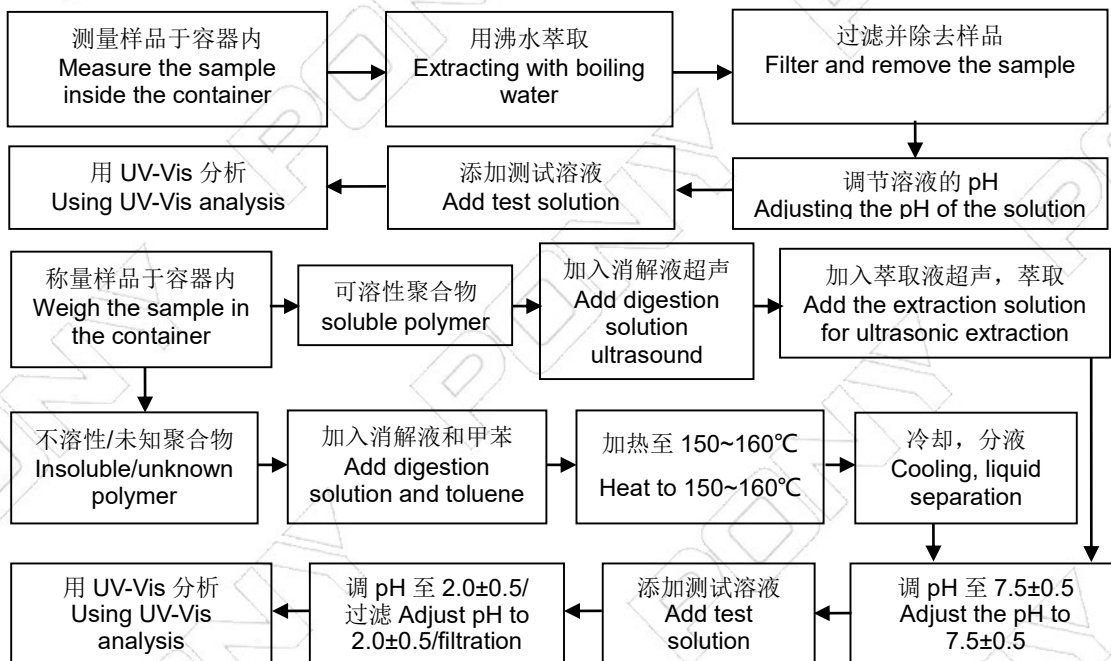 测量样品于容器内
Measure the sample
inside the container
用沸水萃取
Extracting with boiling
water
过滤并除去样品
Filter and remove the sample
用 UV-Vis 分析
Using UV-Vis analysis
添加测试溶液
Add test solution
调节溶液的 pH
Adjusting the pH of the solution
称量样品于容器内
Weigh the sample in
the container
可溶性聚合物
soluble polymer
加入消解液超声
Add digestion
solution
ultrasound
加入萃取液超声，萃取
Add the extraction solution
for ultrasonic extraction
不溶性/未知聚合物
Insoluble/unknown
polymer
加入消解液和甲苯
Add digestion
solution and toluene
加热至 150~160℃
Heat to 150~160℃
冷却，分液
Cooling, liquid
separation
用 UV-Vis 分析
Using UV-Vis
analysis
调 pH 至 2.0±0.5/
过滤 Adjust pH to
2.0±0.5/filtration
添加测试溶液
Add test
solution
调 pH 至 7.5±0.5
Adjust the pH to
7.5±0.5
PONY